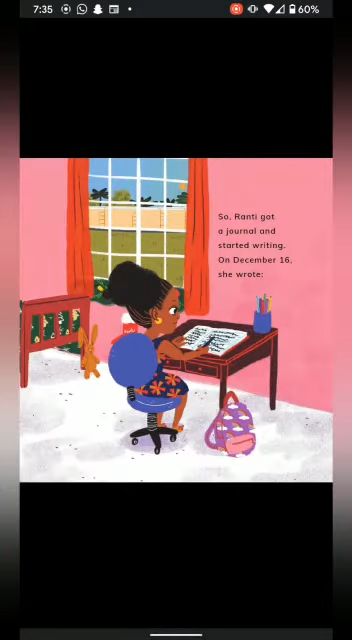 7:35
60%
So, Ranti got
a journal and
started writing.
On December 16,
she wrote: